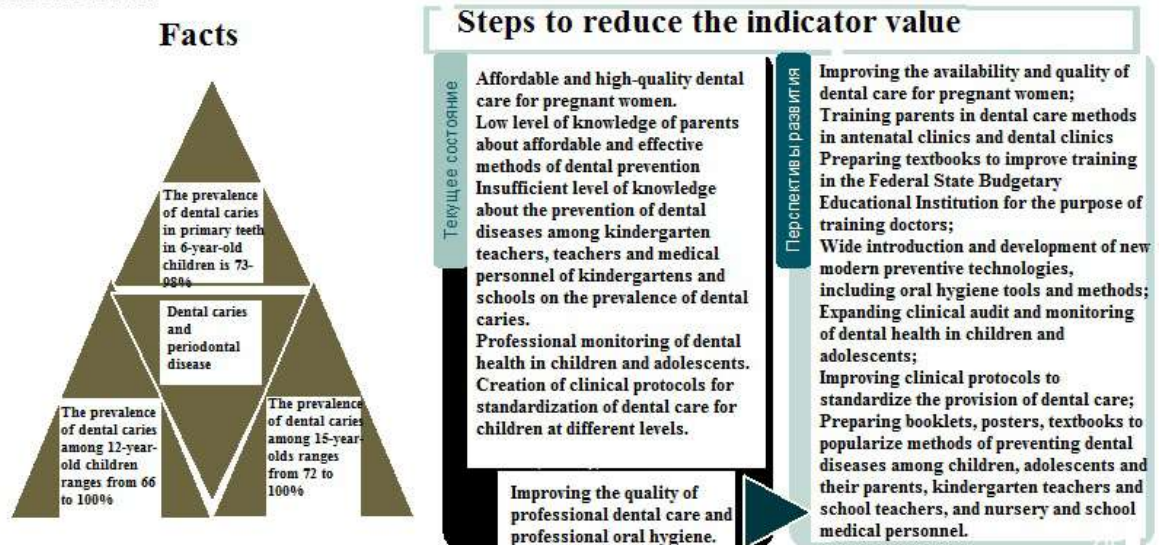 Facts
The prevalence
of dental caries
in primary teeth
in 6-year-old
children is 73-
98%
Dental caries
and
periodontal
disease
The prevalence
of dental caries
among 12-year-
old children
ranges from 66
to 100%
The prevalence
of dental caries
among 15-year-
olds ranges
from 72 to
100%
Steps to reduce the indicator value
Текущее состояние
Affordable and high-quality dental
care for pregnant women.
Low level of knowledge of parents
about affordable and effective
methods of dental prevention
Insufficient level of knowledge
about the prevention of dental
diseases among kindergarten
teachers, teachers and medical
personnel of kindergartens and
schools on the prevalence of dental
caries.
Professional monitoring of dental
health in children and adolescents.
Creation of clinical protocols for
standardization of dental care for
children at different levels.
Improving the quality of
professional dental care and
professional oral hygiene.
Перспективы развития
Improving the availability and quality of
dental care for pregnant women;
Training parents in dental care methods
in antenatal clinics and dental clinics
Preparing textbooks to improve training
in the Federal State Budgetary
Educational Institution for the purpose of
training doctors;
Wide introduction and development of new
modern preventive technologies,
including oral hygiene tools and methods;
Expanding clinical audit and monitoring
of dental health in children and
adolescents;
Improving clinical protocols to
standardize the provision of dental care;
Preparing booklets, posters, textbooks to
popularize methods of preventing dental
diseases among children, adolescents and
their parents, kindergarten teachers and
school teachers, and nursery and school
medical personnel.